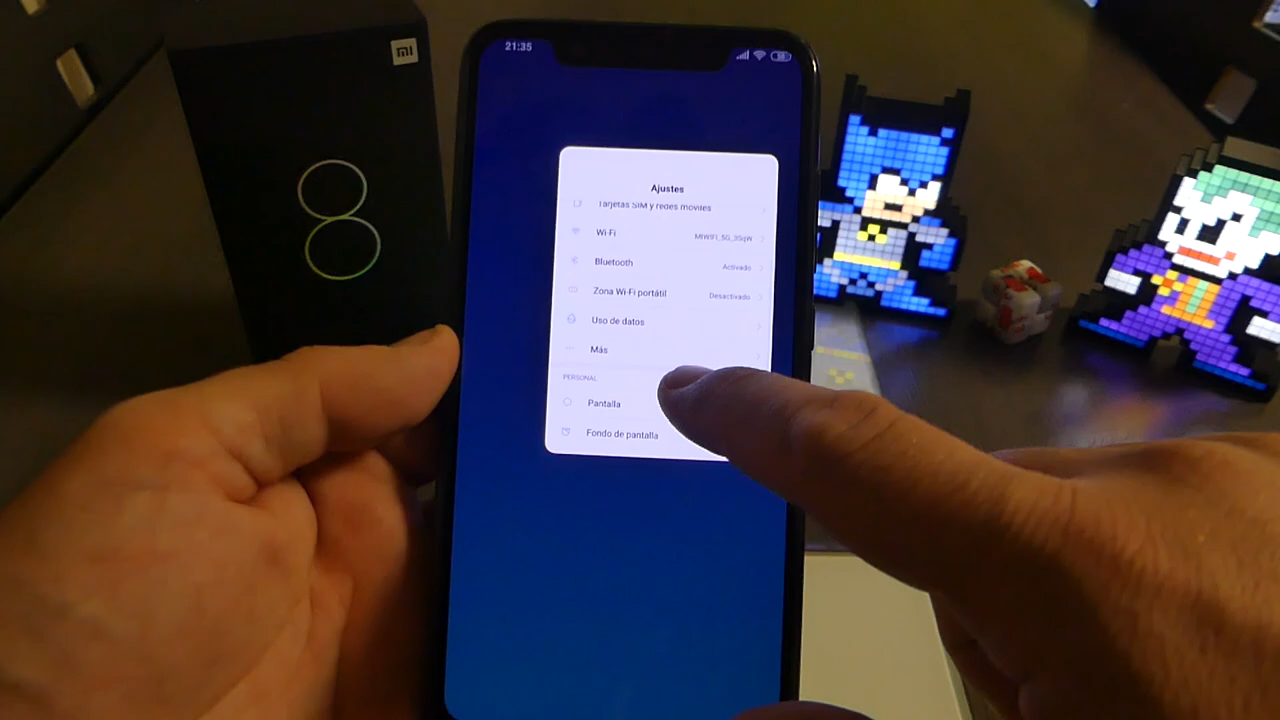 mi
8
21:35
Ajustes
Tarjetas SIM y redes móviles
Wi-Fi
Bluetooth Activado
Zona Wi-Fi portátil Desactivado
Uso de datos
Más
PERSONAL
Pantalla
Fondo de pantalla